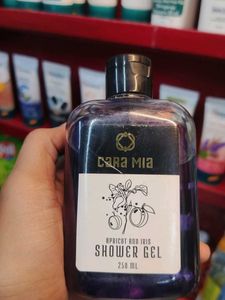 CARA MIA
APRICOT AND IRIS
SHOWER GEL
250 ML